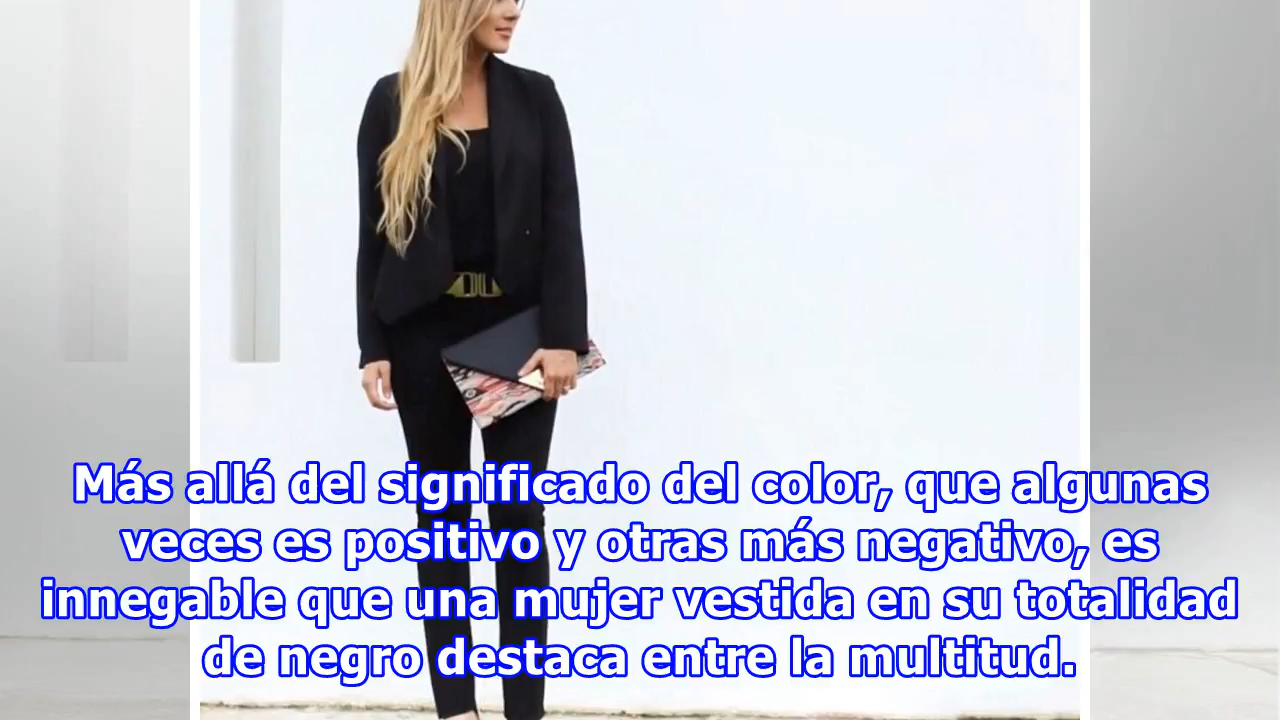 Más allá del significado del color, que algunas
veces es positivo y otras más negativo, es
innegable que una mujer vestida en su totalidad
de negro destaca entre la multitud.